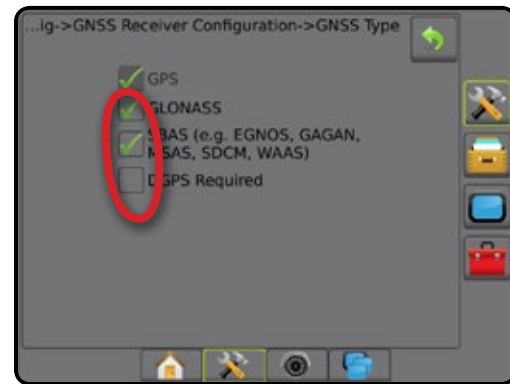 ...ig->GNSS Receiver Configuration->GNSS Type
GPS
GLONASS
SBAS (e.g. EGNOS, GAGAN,
MSAS, SDCM, WAAS)
DGPS Required